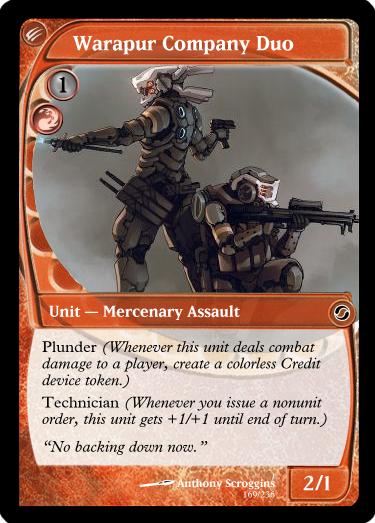 Warapur Company Duo
1
Unit — Mercenary Assault
Plunder (Whenever this unit deals combat
damage to a player, create a colorless Credit
device token.)
Technician (Whenever you issue a nonunit
order, this unit gets +1/+1 until end of turn.)
“No backing down now.”
Anthony Scroggins
169/236
2/1